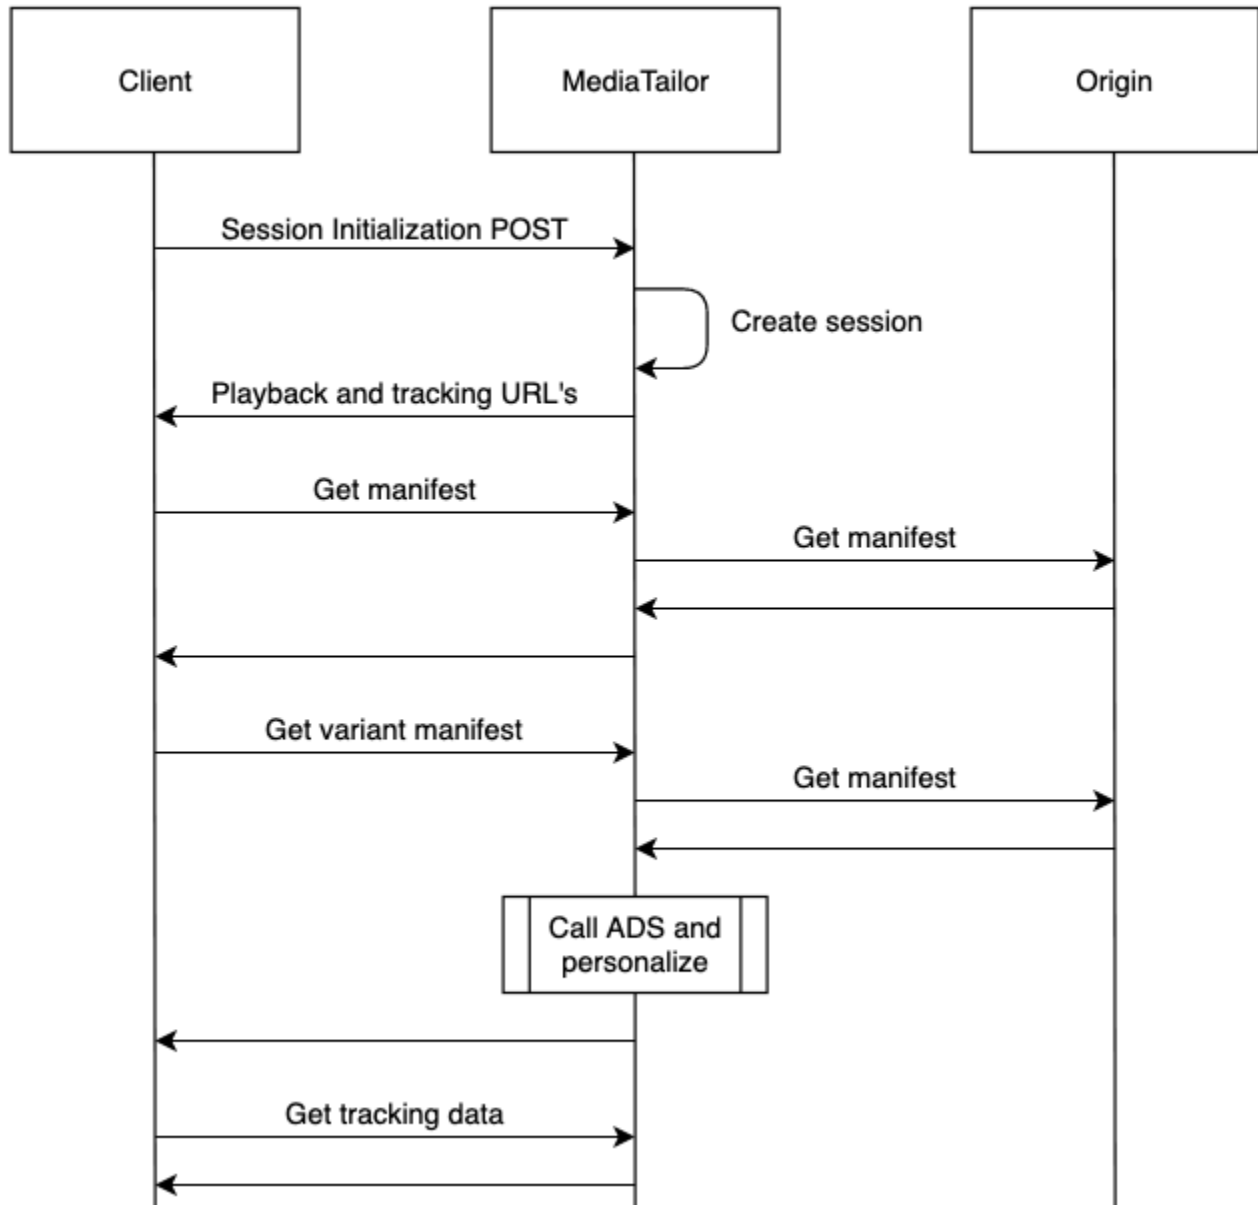 Client
MediaTailor
Origin
Session Initialization POST
Create session
Playback and tracking URL's
Get manifest
Get manifest
Get variant manifest
Get manifest
Call ADS and
personalize
Get tracking data